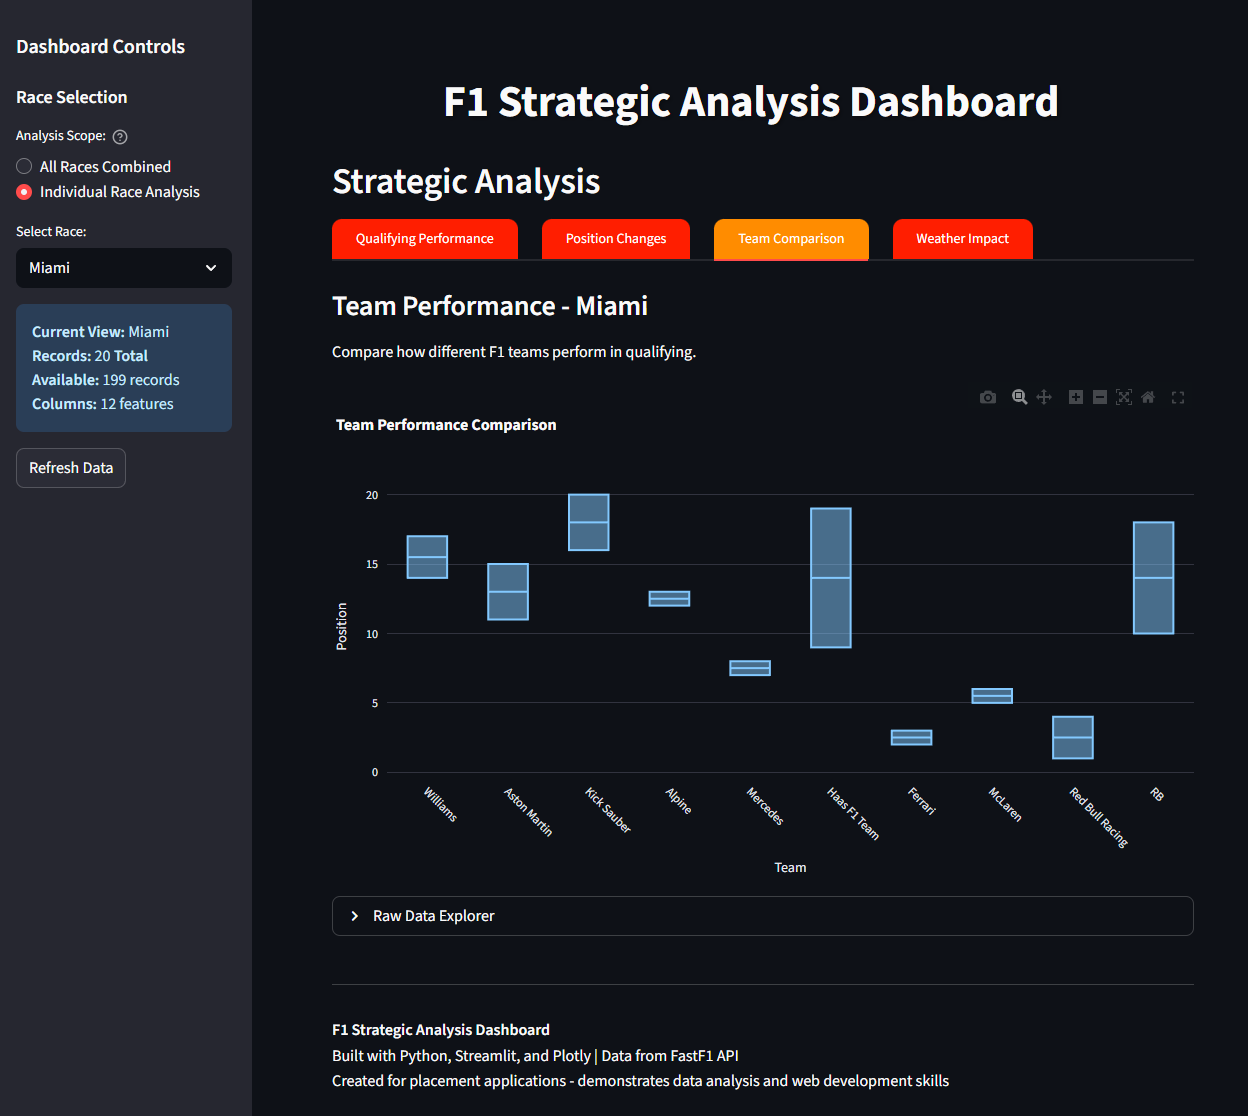 Dashboard Controls
Race Selection
Analysis Scope:
All Races Combined
Individual Race Analysis
Select Race:
Miami
Current View: Miami
Records: 20 Total
Available: 199 records
Columns: 12 features
Refresh Data
F1 Strategic Analysis Dashboard
Strategic Analysis
Qualifying Performance
Position Changes
Team Comparison
Weather Impact
Team Performance - Miami
Compare how different F1 teams perform in qualifying.
Team Performance Comparison
20
15
10
5
0
Position
Williams
Aston Martin
Kick Sauber
Alpine
Mercedes
Haas F1 Team
Ferrari
McLaren
Red Bull Racing
RB
Team
Raw Data Explorer
F1 Strategic Analysis Dashboard
Built with Python, Streamlit, and Plotly | Data from FastF1 API
Created for placement applications - demonstrates data analysis and web development skills